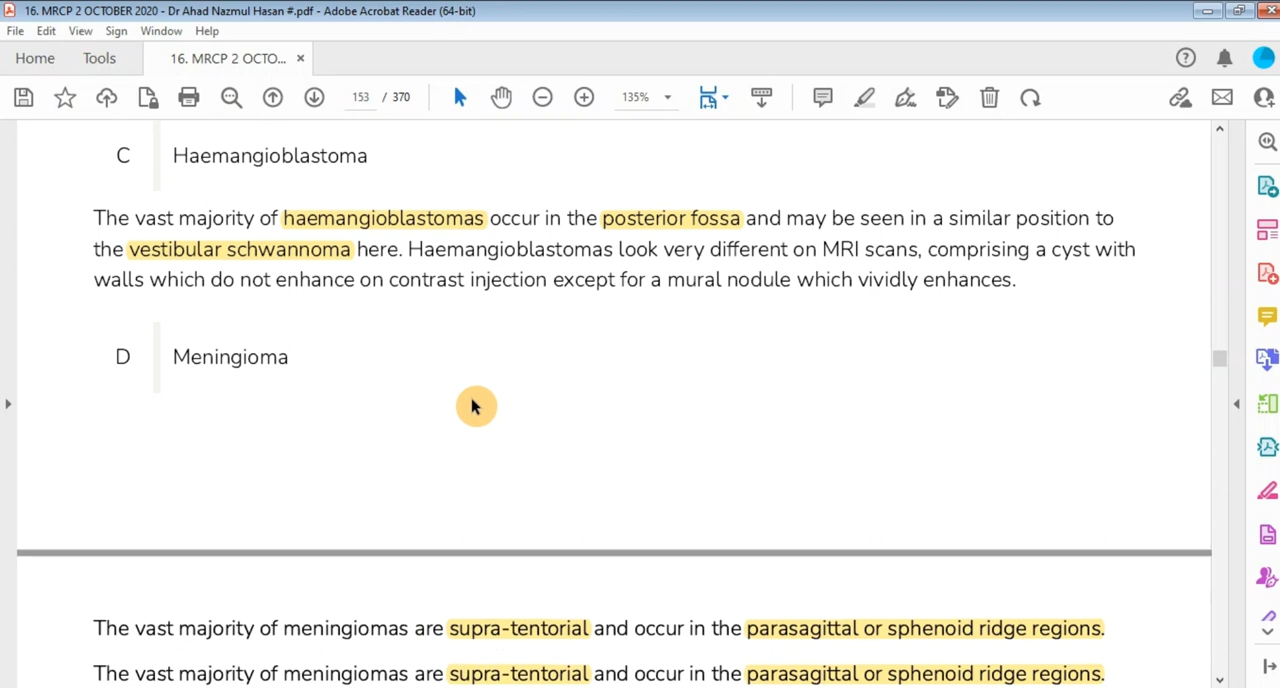 16. MRCP 2 OCTOBER 2020 - Dr Ahad Nazmul Hasan #.pdf - Adobe Acrobat Reader (64-bit)
File Edit View Sign Window Help
Home Tools 16. MRCP 2 OCTO... ×
153 / 370 135%
C Haemangioblastoma
The vast majority of haemangioblastomas occur in the posterior fossa and may be seen in a similar position to
the vestibular schwannoma here. Haemangioblastomas look very different on MRI scans, comprising a cyst with
walls which do not enhance on contrast injection except for a mural nodule which vividly enhances.
D Meningioma
The vast majority of meningiomas are supra-tentorial and occur in the parasagittal or sphenoid ridge regions.
The vast majority of meningiomas are supra-tentorial and occur in the parasagittal or sphenoid ridge regions.